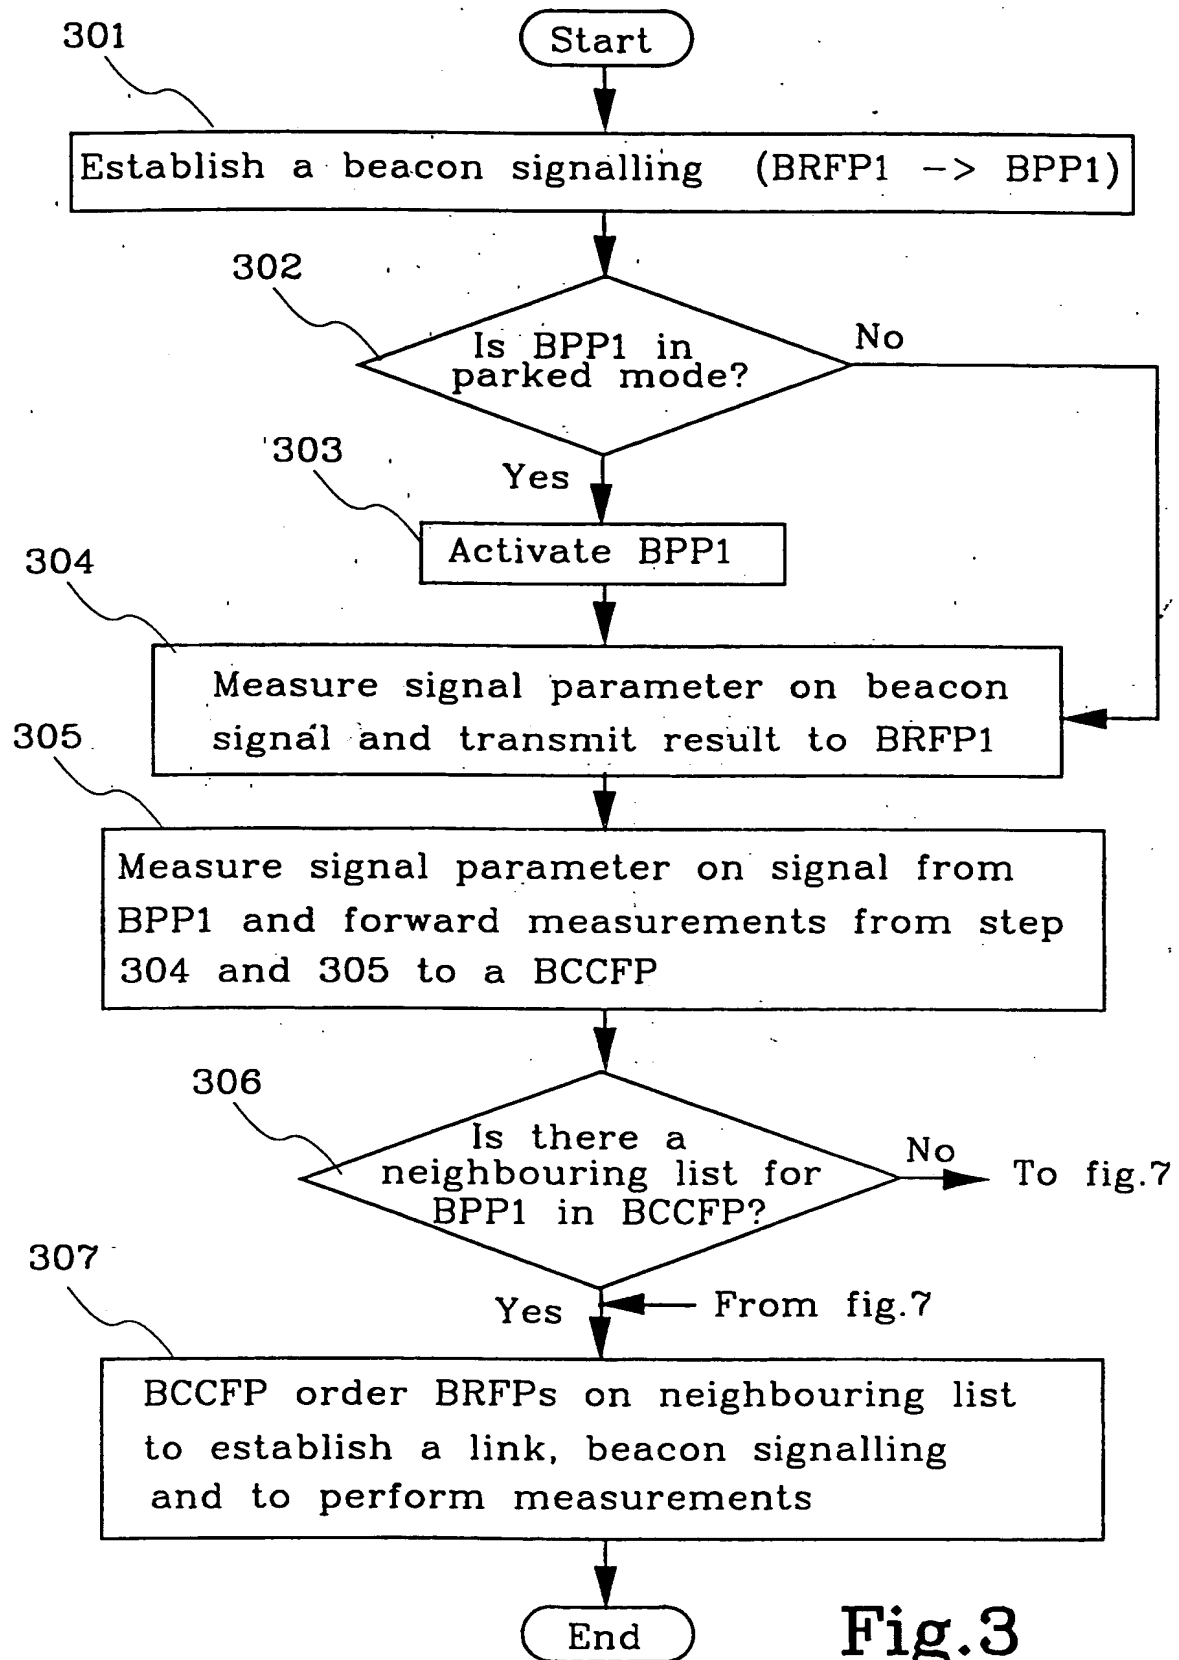 301
Start
Establish a beacon signalling (BRFP1 -> BPP1)
302
Is BPP1 in
parked mode?
No
303
Yes
Activate BPP1
304
Measure signal parameter on beacon
signal and transmit result to BRFP1
305
Measure signal parameter on signal from
BPP1 and forward measurements from step
304 and 305 to a BCCFP
306
Is there a
neighbouring list for
BPP1 in BCCFP?
No
To fig.7
307
Yes
From fig.7
BCCFP order BRFPs on neighbouring list
to establish a link, beacon signalling
and to perform measurements
End
Fig.3